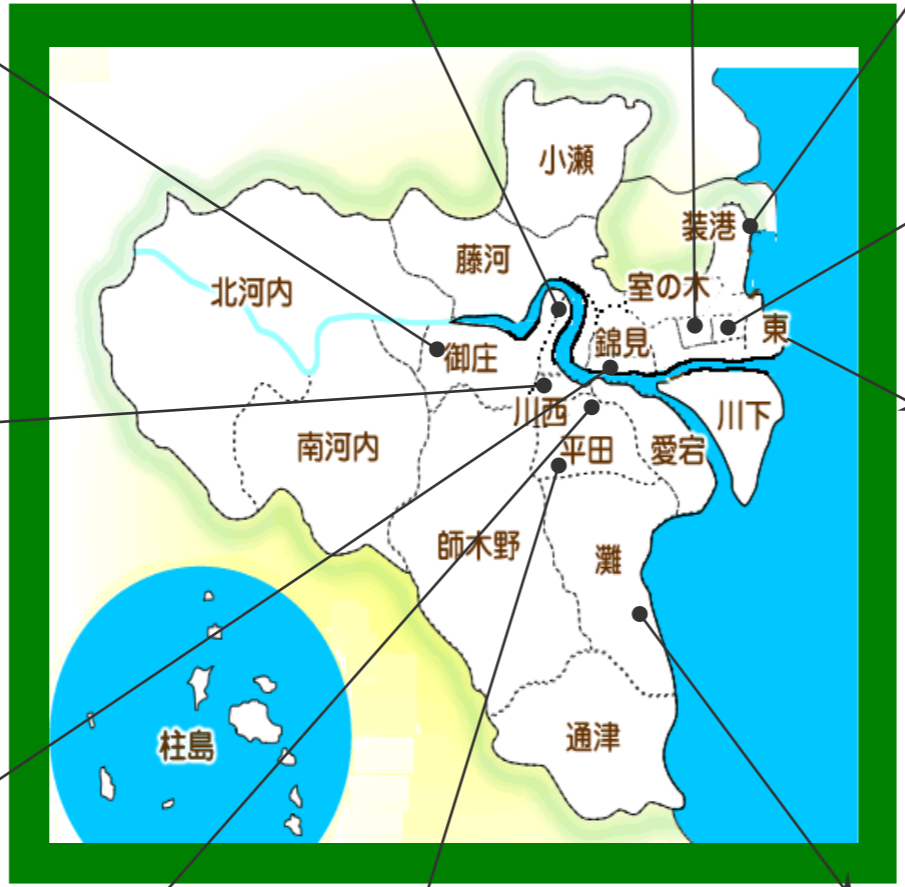 小瀬
装港
藤河
室の木
北河内
東
錦見
御庄
川西
川下
平田
愛宕
南河内
師木野
灘
通津
柱島